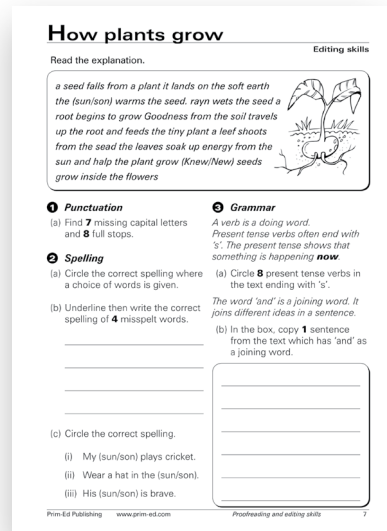 How plants grow
Editing skills
Read the explanation.
a seed falls from a plant it lands on the soft earth
the (sun/son) warms the seed. rayn wets the seed a
root begins to grow Goodness from the soil travels
up the root and feeds the tiny plant a leef shoots
from the sead the leaves soak up energy from the
sun and halp the plant grow (Knew/New) seeds
grow inside the flowers
1 Punctuation
(a) Find 7 missing capital letters
and 8 full stops.
2 Spelling
(a) Circle the correct spelling where
a choice of words is given.
(b) Underline then write the correct
spelling of 4 misspelt words.
(c) Circle the correct spelling.
(i) My (sun/son) plays cricket.
(ii) Wear a hat in the (sun/son).
(iii) His (sun/son) is brave.
3 Grammar
A verb is a doing word.
Present tense verbs often end with
's'. The present tense shows that
something is happening now.
(a) Circle 8 present tense verbs in
the text ending with 's'.
The word 'and' is a joining word. It
joins different ideas in a sentence.
(b) In the box, copy 1 sentence
from the text which has 'and' as
a joining word.
Prim-Ed Publishing www.prim-ed.com Proofreading and editing skills 7